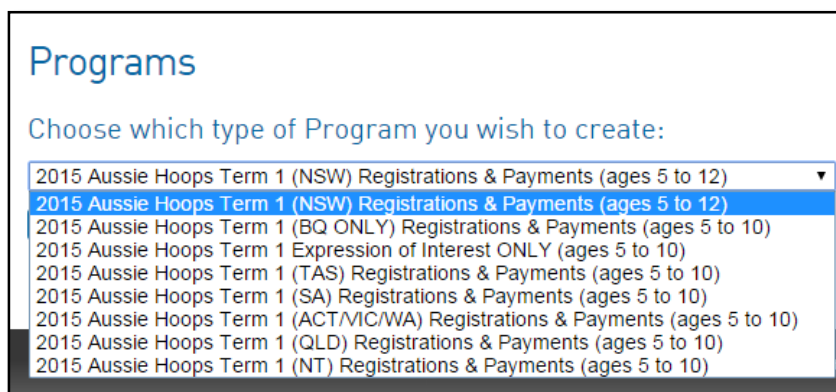 Programs
Choose which type of Program you wish to create:
2015 Aussie Hoops Term 1 (NSW) Registrations & Payments (ages 5 to 12)
2015 Aussie Hoops Term 1 (NSW) Registrations & Payments (ages 5 to 12)
2015 Aussie Hoops Term 1 (BQ ONLY) Registrations & Payments (ages 5 to 10)
2015 Aussie Hoops Term 1 Expression of Interest ONLY (ages 5 to 10)
2015 Aussie Hoops Term 1 (TAS) Registrations & Payments (ages 5 to 10)
2015 Aussie Hoops Term 1 (SA) Registrations & Payments (ages 5 to 10)
2015 Aussie Hoops Term 1 (ACT/VIC/WA) Registrations & Payments (ages 5 to 10)
2015 Aussie Hoops Term 1 (QLD) Registrations & Payments (ages 5 to 10)
2015 Aussie Hoops Term 1 (NT) Registrations & Payments (ages 5 to 10)